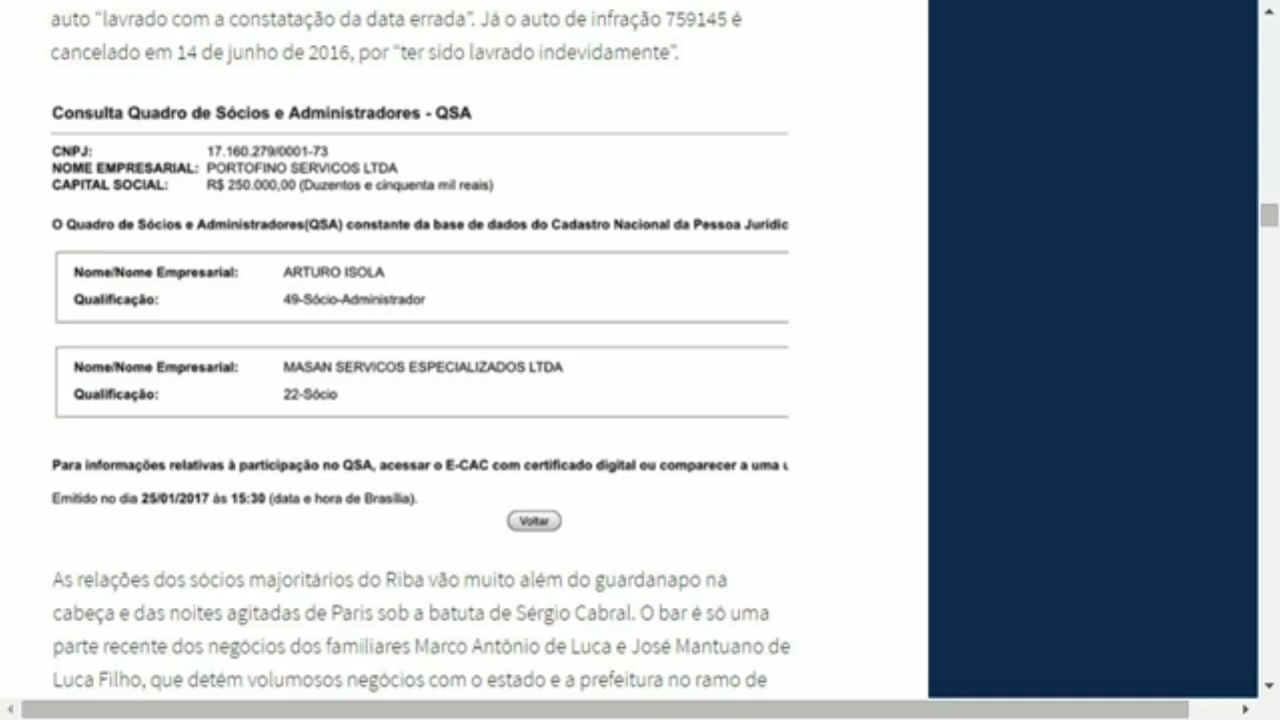 auto “lavrado com a constatação da data errada”. Já o auto de infração 759145 é
cancelado em 14 de junho de 2016, por “ter sido lavrado indevidamente”.
Consulta Quadro de Sócios e Administradores - QSA
CNPJ: 17.160.279/0001-73
NOME EMPRESARIAL: PORTOFINO SERVICOS LTDA
CAPITAL SOCIAL: R$ 250.000,00 (Duzentos e cinquenta mil reais)
O Quadro de Sócios e Administradores(QSA) constante da base de dados do Cadastro Nacional da Pessoa Jurídic
Nome/Nome Empresarial: ARTURO ISOLA
Qualificação: 49-Sócio-Administrador
Nome/Nome Empresarial: MASAN SERVICOS ESPECIALIZADOS LTDA
Qualificação: 22-Sócio
Para informações relativas à participação no QSA, acessar o E-CAC com certificado digital ou comparecer a uma
Emitido no dia 25/01/2017 às 15:30 (data e hora de Brasília).
Voltar
As relações dos sócios majoritários do Riba vão muito além do guardanapo na
cabeça e das noites agitadas de Paris sob a batuta de Sérgio Cabral. O bar é só uma
parte recente dos negócios dos familiares Marco Antônio de Luca e José Mantuano de
Luca Filho, que detém volumosos negócios com o estado e a prefeitura no ramo de